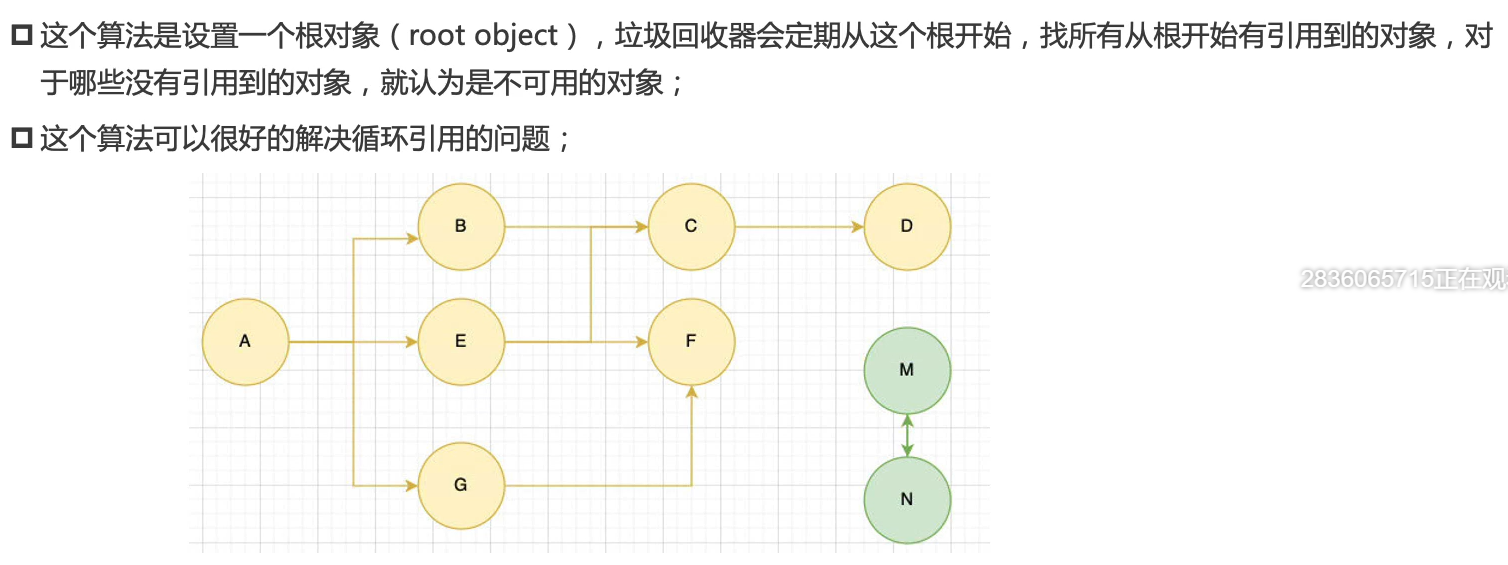 这个算法是设置一个根对象（root object），垃圾回收器会定期从这个根开始，找所有从根开始有引用到的对象，对
于哪些没有引用到的对象，就认为是不可用的对象；
这个算法可以很好的解决循环引用的问题；
B
C
D
2836065715正在观
A
E
F
M
G
N